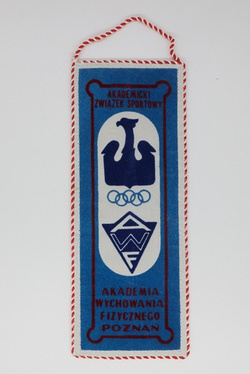 AKADEMICKI
ZWIĄZEK SPORTOWY
AWF
AKADEMIA
WYCHOWANIA
FIZYCZNEGO
POZNAŃ